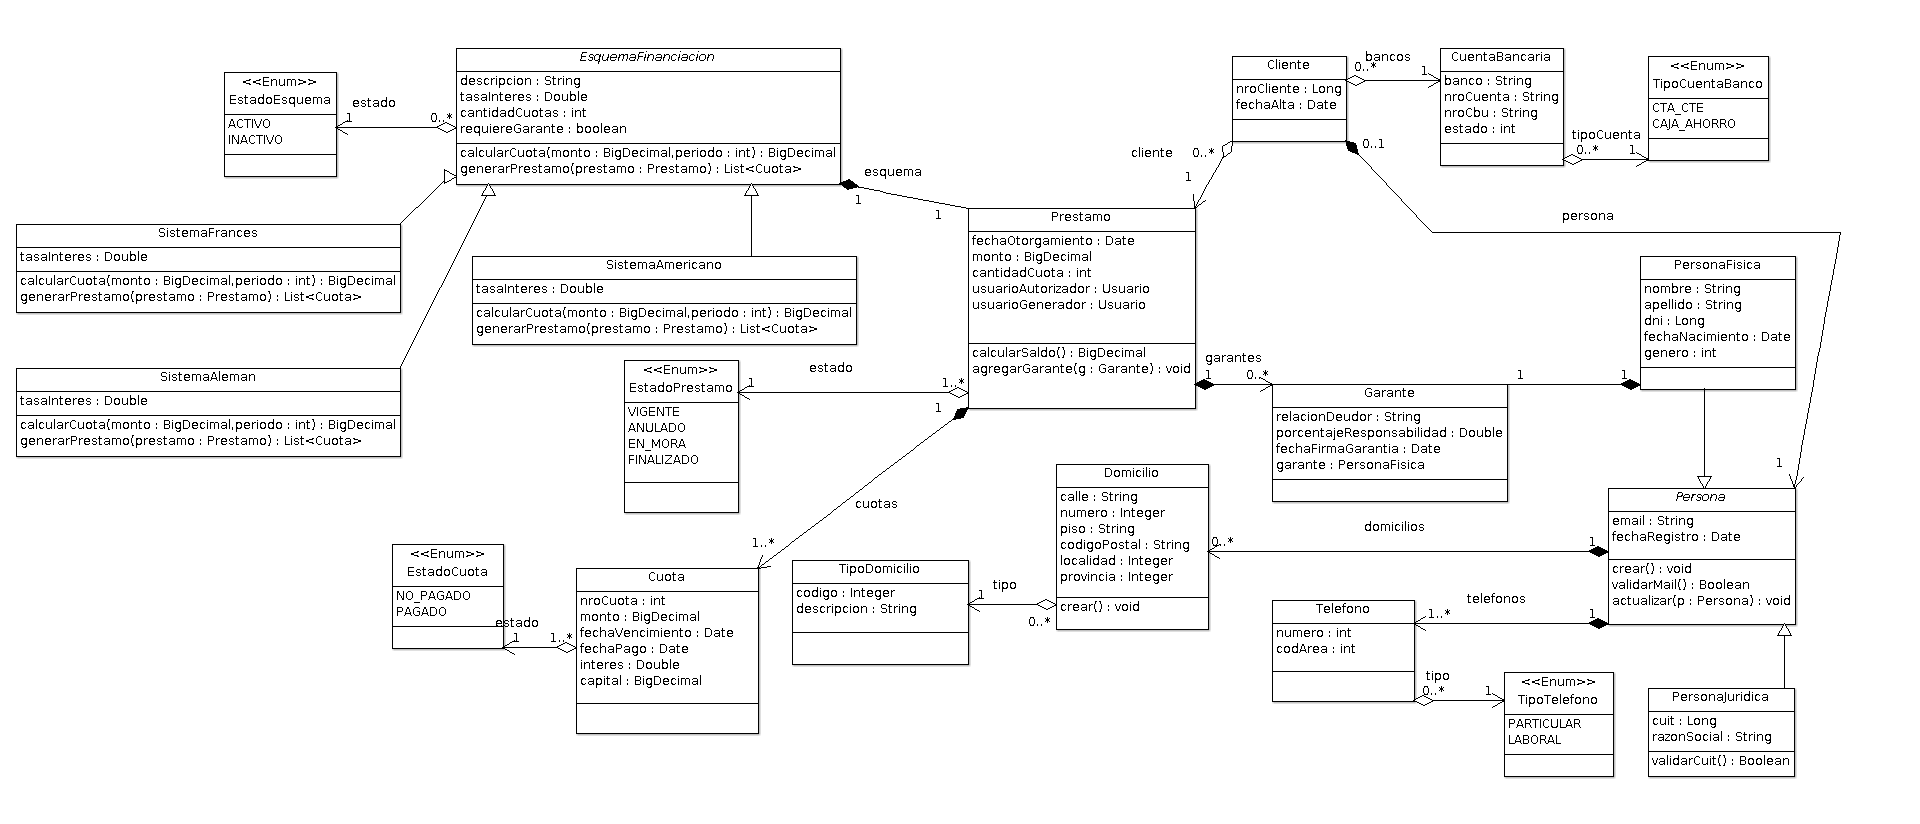 <<Enum>>
EstadoEsquema
ACTIVO
INACTIVO
estado
1
0..*
EsquemaFinanciacion
descripcion : String
tasaInteres : Double
cantidadCuotas : int
requiereGarante : boolean
calcularCuota(monto : BigDecimal,periodo : int) : BigDecimal
generarPrestamo(prestamo : Prestamo) : List<Cuota>
esquema
1
1
Cliente
nroCliente : Long
fechaAlta : Date
bancos
0..*
1
CuentaBancaria
banco : String
nroCuenta : String
nroCbu : String
estado : int
tipoCuenta
0..*
1
<<Enum>>
TipoCuentaBanco
CTA_CTE
CAJA_AHORRO
cliente
0..*
1
0..1
persona
1
SistemaFrances
tasaInteres : Double
calcularCuota(monto : BigDecimal,periodo : int) : BigDecimal
generarPrestamo(prestamo : Prestamo) : List<Cuota>
SistemaAmericano
tasaInteres : Double
calcularCuota(monto : BigDecimal,periodo : int) : BigDecimal
generarPrestamo(prestamo : Prestamo) : List<Cuota>
SistemaAleman
tasaInteres : Double
calcularCuota(monto : BigDecimal,periodo : int) : BigDecimal
generarPrestamo(prestamo : Prestamo) : List<Cuota>
Prestamo
fechaOtorgamiento : Date
monto : BigDecimal
cantidadCuota : int
usuarioAutorizador : Usuario
usuarioGenerador : Usuario
calcularSaldo() : BigDecimal
agregarGarante(g : Garante) : void
PersonaFisica
nombre : String
apellido : String
dni : Long
fechaNacimiento : Date
genero : int
<<Enum>>
EstadoPrestamo
VIGENTE
ANULADO
EN_MORA
FINALIZADO
estado
1
1..*
garantes
1
0..*
Garante
relacionDeudor : String
porcentajeResponsabilidad : Double
fechaFirmaGarantia : Date
garante : PersonaFisica
1
1
1
cuotas
1..*
Domicilio
calle : String
numero : Integer
piso : String
codigoPostal : String
localidad : Integer
provincia : Integer
crear() : void
domicilios
0..*
1
Persona
email : String
fechaRegistro : Date
crear() : void
validarMail() : Boolean
actualizar(p : Persona) : void
<<Enum>>
EstadoCuota
NO_PAGADO
PAGADO
estado
1
1..*
Cuota
nroCuota : int
monto : BigDecimal
fechaVencimiento : Date
fechaPago : Date
interes : Double
capital : BigDecimal
TipoDomicilio
codigo : Integer
descripcion : String
tipo
1
0..*
Telefono
numero : int
codArea : int
telefonos
1..*
1
tipo
0..*
1
<<Enum>>
TipoTelefono
PARTICULAR
LABORAL
PersonaJuridica
cuit : Long
razonSocial : String
validarCuit() : Boolean